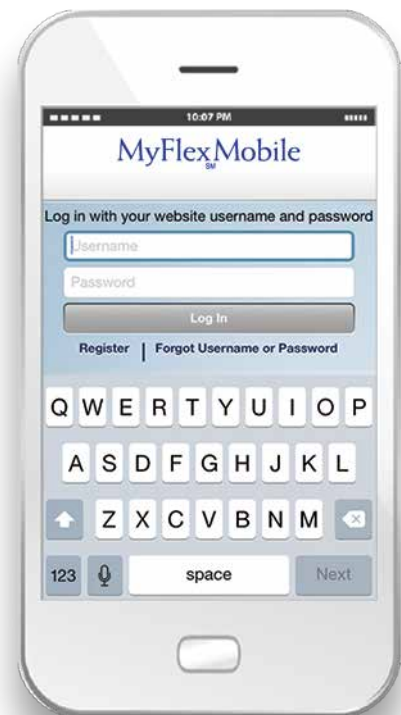 10:07 PM
MyFlexMobile
SM
Log in with your website username and password
Username
Password
Log In
Register | Forgot Username or Password
Q W E R T Y U I O P
A S D F G H J K L
Z X C V B N M
123 space Next